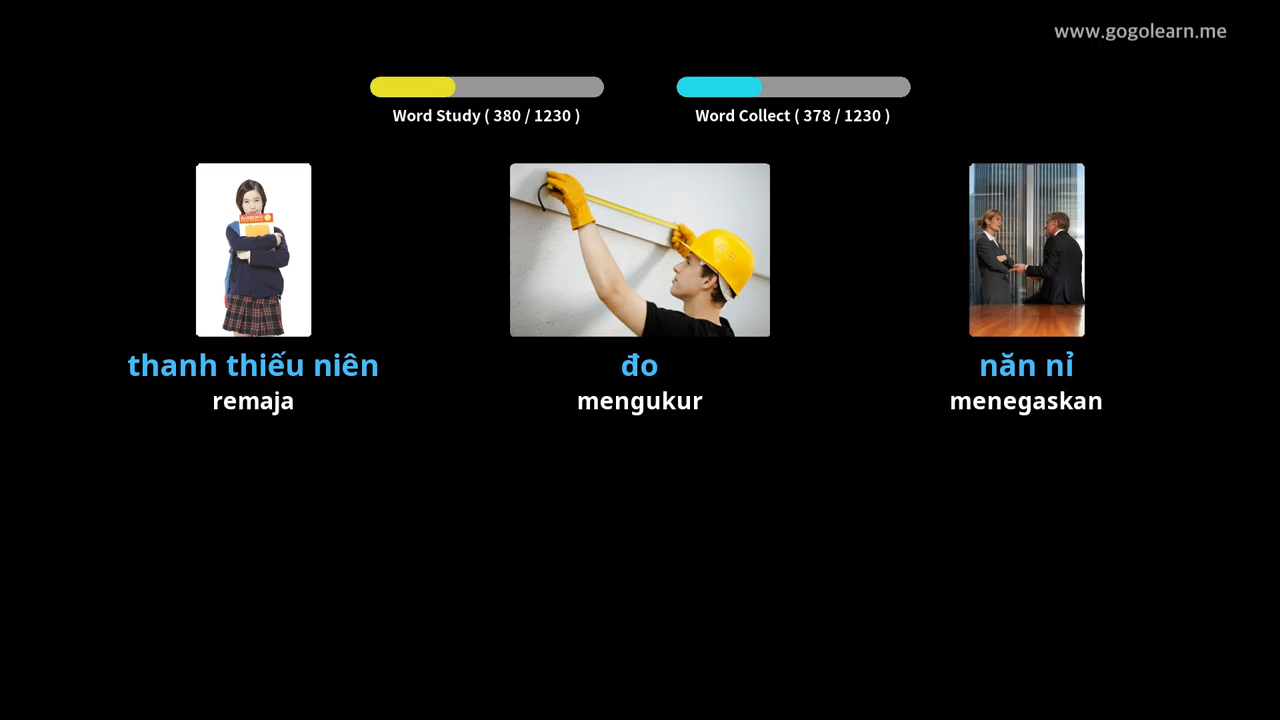 www.gogolearn.me
Word Study ( 380 / 1230 )
Word Collect ( 378 / 1230 )
thanh thiếu niên
remaja
đo
mengukur
năn nỉ
menegaskan